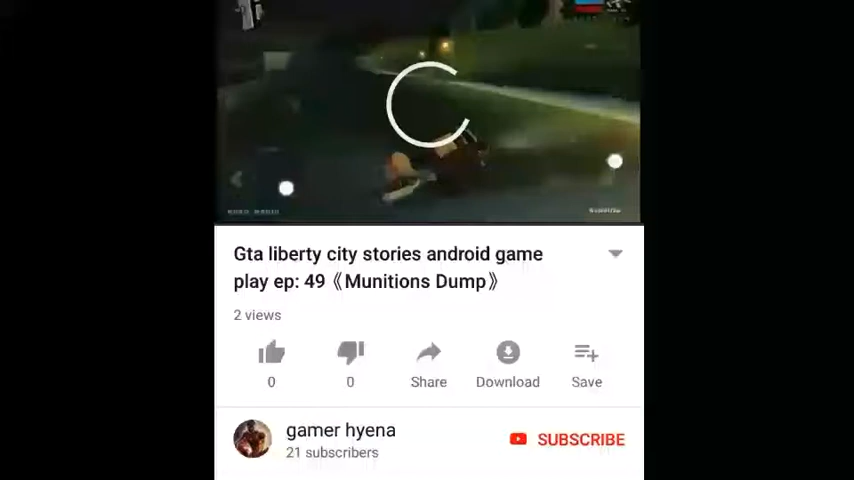 Gta liberty city stories android game
play ep: 49《Munitions Dump》
2 views
0
0
Share
Download
Save
gamer hyena
21 subscribers
SUBSCRIBE